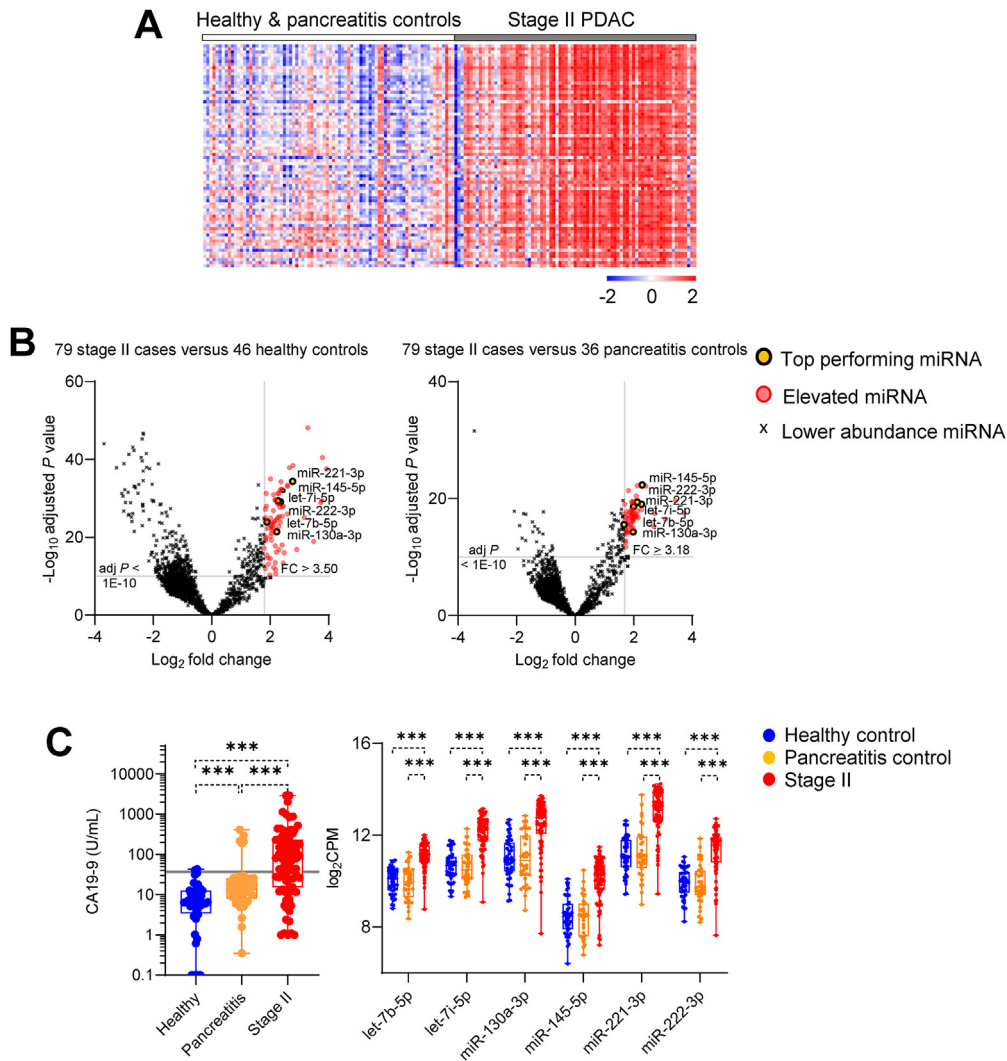 A
Healthy & pancreatitis controls
Stage II PDAC
-2 0 2
B
79 stage II cases versus 46 healthy controls
-Log10 adjusted P value
60
40
20
0
miR-221-3p
miR-145-5p
let-7i-5p
miR-222-3p
let-7b-5p
miR-130a-3p
adj P <
1E-10
FC ≥ 3.50
-4 -2 0 2 4
Log2 fold change
79 stage II cases versus 36 pancreatitis controls
-Log10 adjusted P value
40
20
0
miR-145-5p
miR-222-3p
miR-221-3p
let-7i-5p
let-7b-5p
miR-130a-3p
adj P
< 1E-10
FC ≥ 3.18
-4 -2 0 2 4
Log2 fold change
Top performing miRNA
Elevated miRNA
x Lower abundance miRNA
C
CA19-9 (U/mL)
10000
1000
100
10
1
0.1
***
*** ***
Healthy
Pancreatitis
Stage II
log2CPM
16
12
8
*** *** *** *** *** ***
*** *** *** *** *** ***
let-7b-5p
let-7i-5p
miR-130a-3p
miR-145-5p
miR-221-3p
miR-222-3p
Healthy control
Pancreatitis control
Stage II